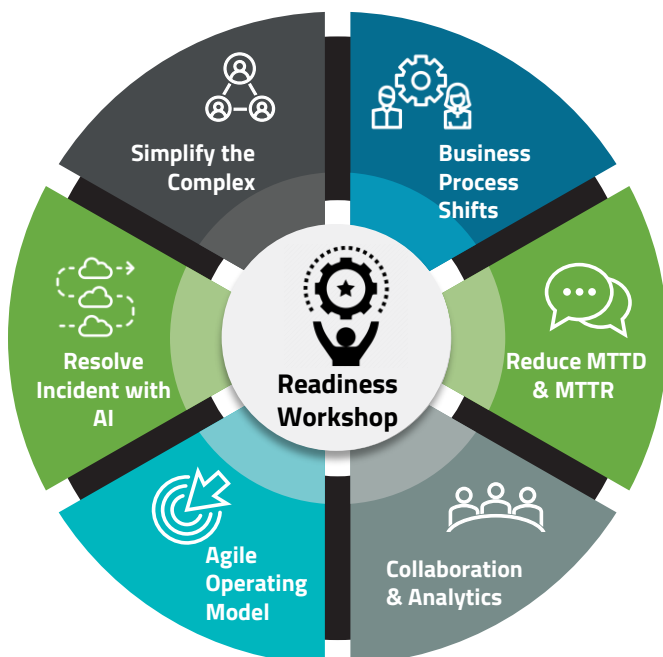 Simplify the
Complex
Business
Process
Shifts
Resolve
Incident with
AI
Readiness
Workshop
Reduce MTTD
& MTTR
Agile
Operating
Model
Collaboration
& Analytics